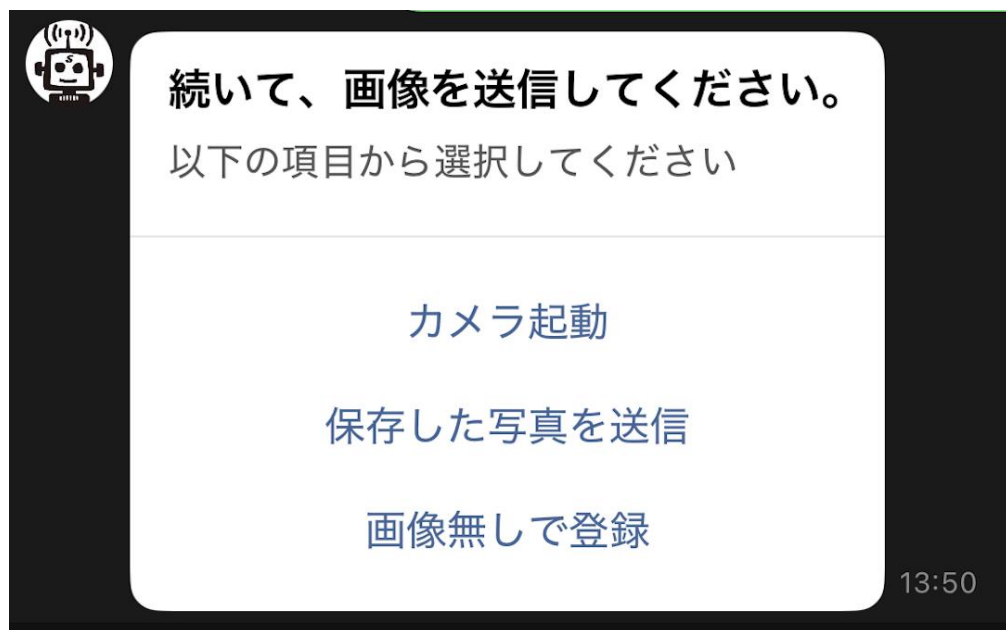 続いて、画像を送信してください。
以下の項目から選択してください
カメラ起動
保存した写真を送信
画像無しで登録
13:50